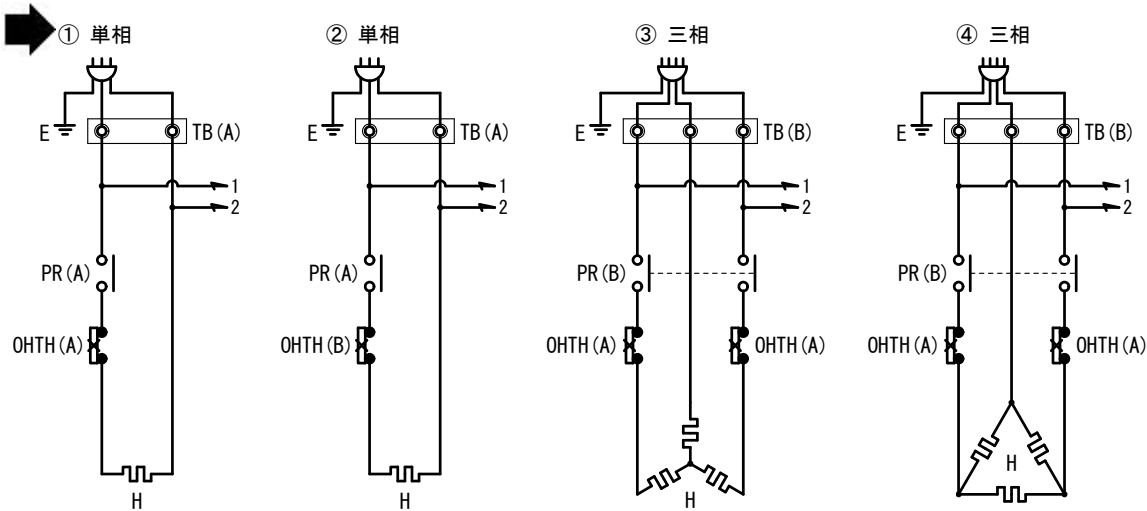 ① 単相
② 単相
③ 三相
④ 三相
E
TB(A)
E
TB(A)
E
TB(B)
E
TB(B)
1
1
1
1
2
2
2
2
PR(A)
PR(A)
PR(B)
PR(B)
OHTH(A)
OHTH(B)
OHTH(A)
OHTH(A)
OHTH(A)
OHTH(A)
H
H
H
H